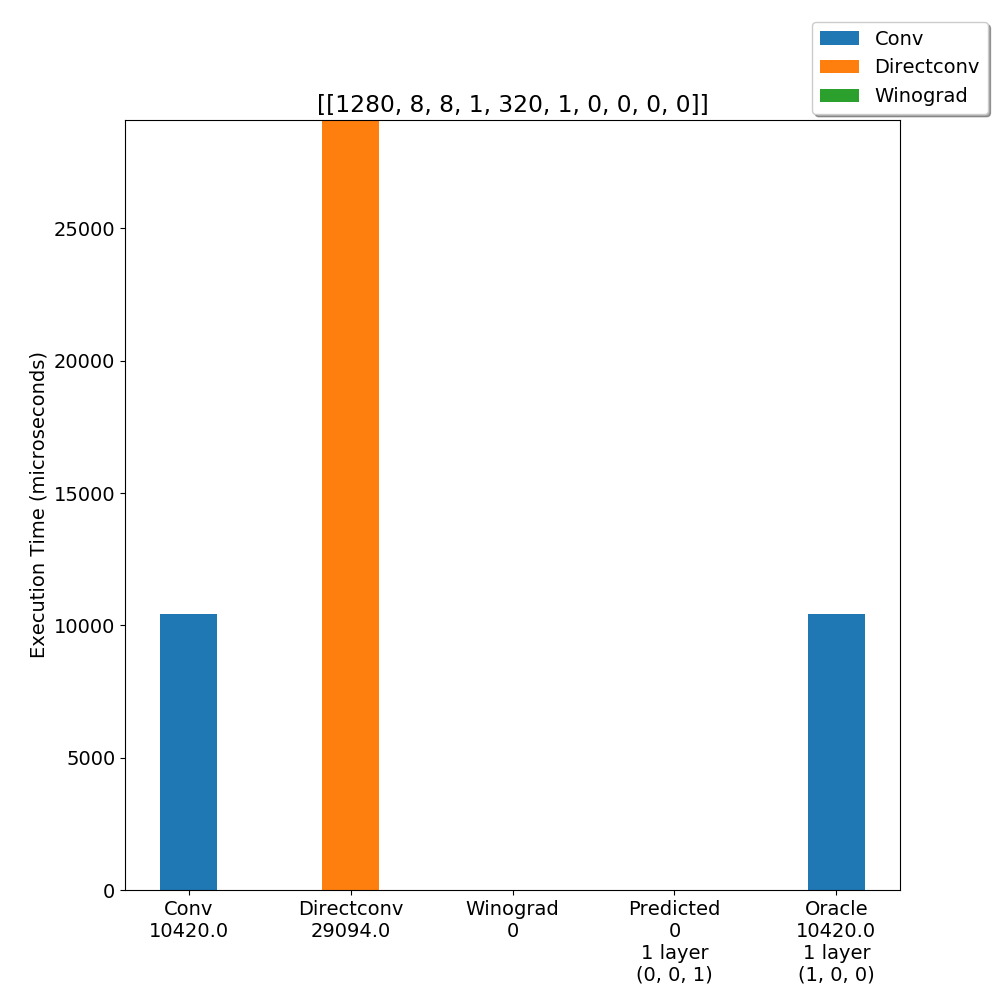 Conv
Directconv
Winograd
[[1280, 8, 8, 1, 320, 1, 0, 0, 0, 0]]
Execution Time (microseconds)
25000
20000
15000
10000
5000
0
Conv
10420.0
Directconv
29094.0
Winograd
0
Predicted
0
1 layer
(0, 0, 1)
Oracle
10420.0
1 layer
(1, 0, 0)